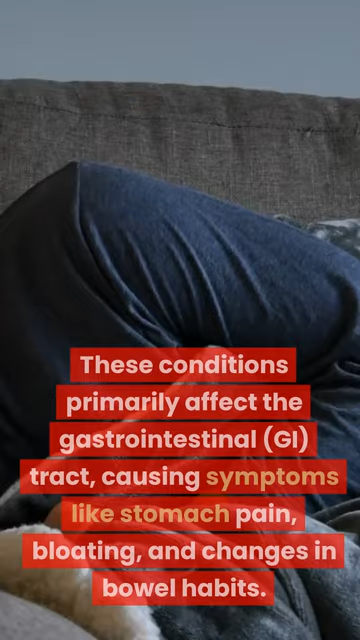 These conditions
primarily affect the
gastrointestinal (GI)
tract, causing symptoms
like stomach pain,
bloating, and changes in
bowel habits.